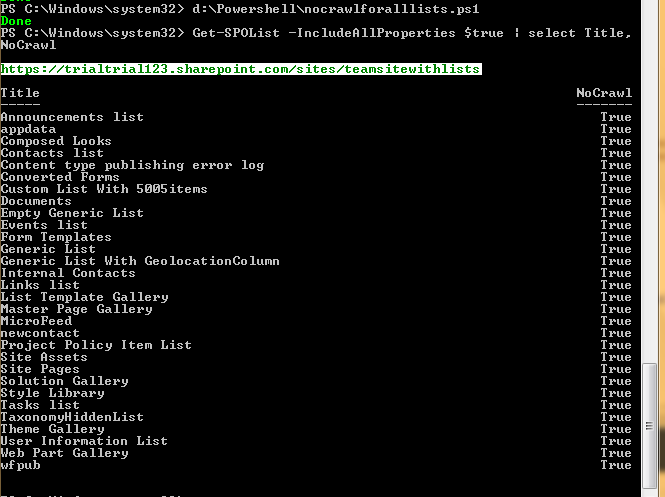 Done
PS C:\Windows\system32> d:\Powershell\nocrawlforalllists.ps1
Done
PS C:\Windows\system32> Get-SPOList -IncludeAllProperties $true | select Title,
NoCrawl
https://trialtrial123.sharepoint.com/sites/teamsitewithlists
Title NoCrawl
----- -------
Announcements list True
appdata True
Composed Looks True
Contacts list True
Content type publishing error log True
Converted Forms True
Custom List With 5005items True
Documents True
Empty Generic List True
Events list True
Form Templates True
Generic List True
Generic List With GeolocationColumn True
Internal Contacts True
Links list True
List Template Gallery True
Master Page Gallery True
MicroFeed True
newcontact True
Project Policy Item List True
Site Assets True
Site Pages True
Solution Gallery True
Style Library True
Tasks list True
TaxonomyHiddenList True
Theme Gallery True
User Information List True
Web Part Gallery True
wfpub True